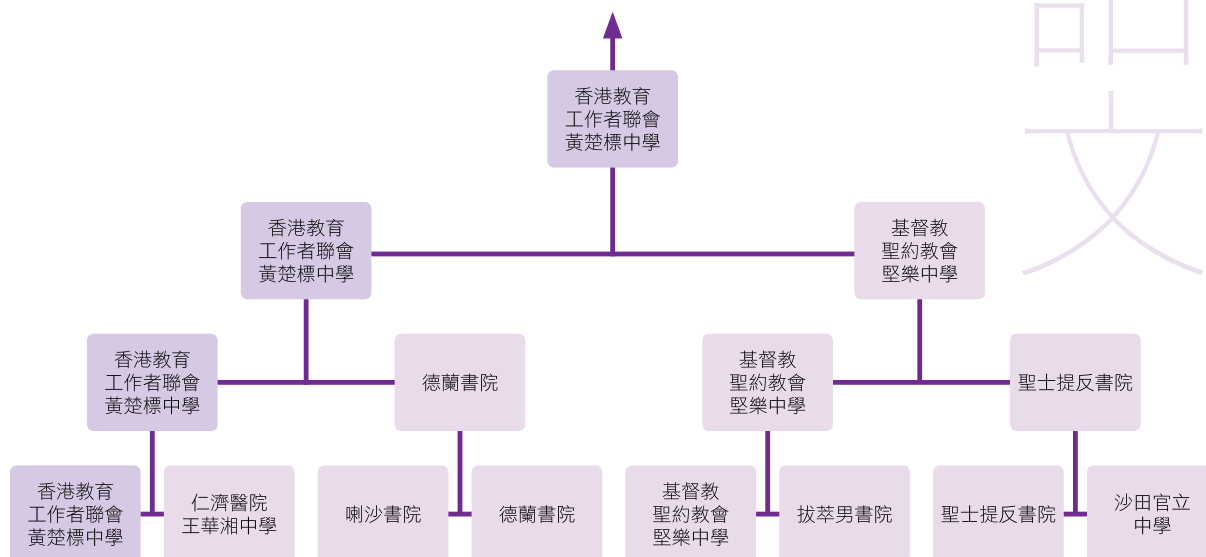 香港教育
工作者聯會
黃楚標中學
香港教育
工作者聯會
黃楚標中學
基督教
聖約教會
堅樂中學
香港教育
工作者聯會
黃楚標中學
德蘭書院
基督教
聖約教會
堅樂中學
聖士提反書院
香港教育
工作者聯會
黃楚標中學
仁濟醫院
王華湘中學
喇沙書院
德蘭書院
基督教
聖約教會
堅樂中學
拔萃男書院
聖士提反書院
沙田官立
中學